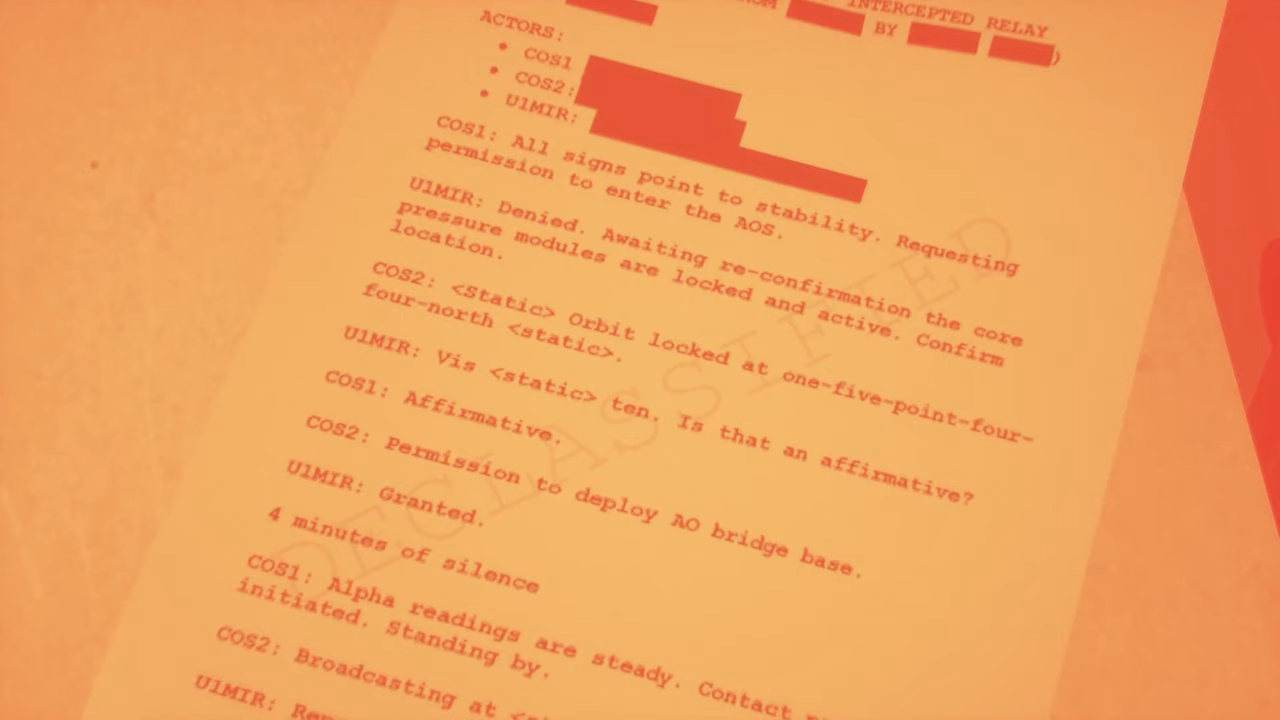 INTERCEPTED RELAY
BY
ACTORS:
• COS1
• COS2:
• U1MIR:
COS1: All signs point to stability. Requesting
permission to enter the AOS.
U1MIR: Denied. Awaiting re-confirmation the core
pressure modules are locked and active. Confirm
location.
COS2: <Static> Orbit locked at one-five-point-four-
four-north <static>.
U1MIR: Vis <static> ten. Is that an affirmative?
COS1: Affirmative.
COS2: Permission to deploy AO bridge base.
U1MIR: Granted.
4 minutes of silence
COS1: Alpha readings are steady. Contact
initiated. Standing by.
COS2: Broadcasting at
U1MIR:
DECLASSIFIED